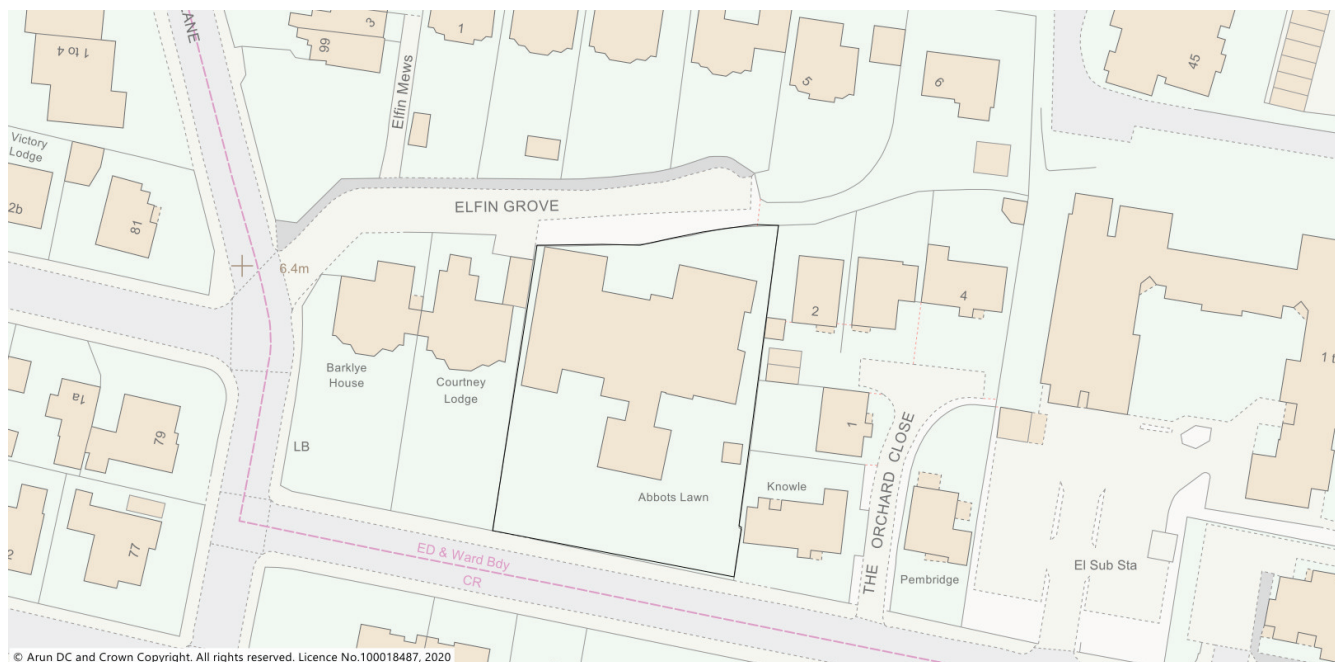 LANE
1 to 4
3
99
Elfin Mews
1
5
6
45
Victory
Lodge
2b
81
ELFIN GROVE
6.4m
2
4
Barklye
House
Courtney
Lodge
1a
79
LB
1
THE ORCHARD CLOSE
Abbots Lawn
Knowle
77
2
ED & Ward Bdy
CR
Pembridge
El Sub Sta
© Arun DC and Crown Copyright. All rights reserved. Licence No.100018487, 2020